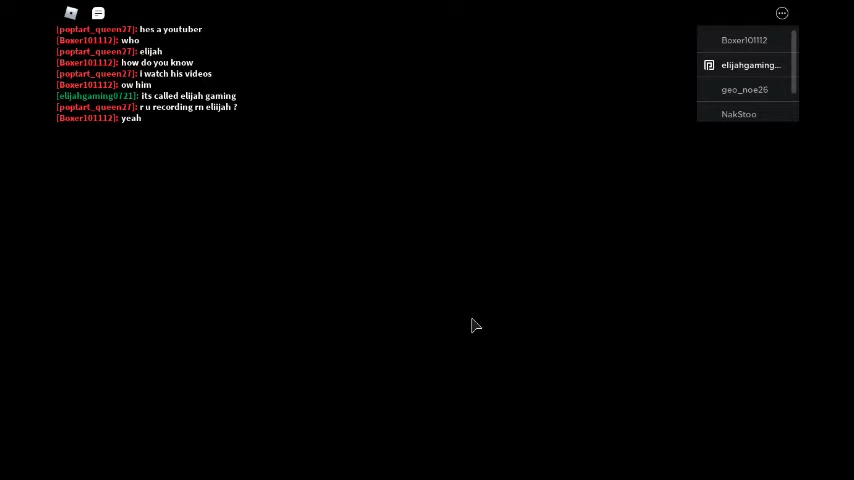 [poptart_queen27]: hes a youtuber
[Boxer101112]: who
[poptart_queen27]: elijah
[Boxer101112]: how do you know
[poptart_queen27]: i watch his videos
[Boxer101112]: ow him
[elijahgaming0721]: its called elijah gaming
[poptart_queen27]: r u recording rn elijah ?
[Boxer101112]: yeah
Boxer101112
elijahgaming...
geo_noe26
NakStoo